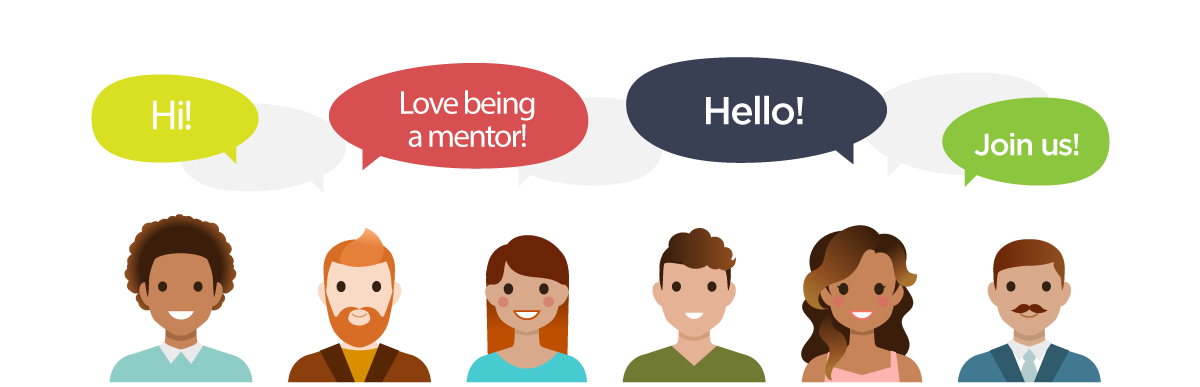 Hi!
Love being
a mentor!
Hello!
Join us!